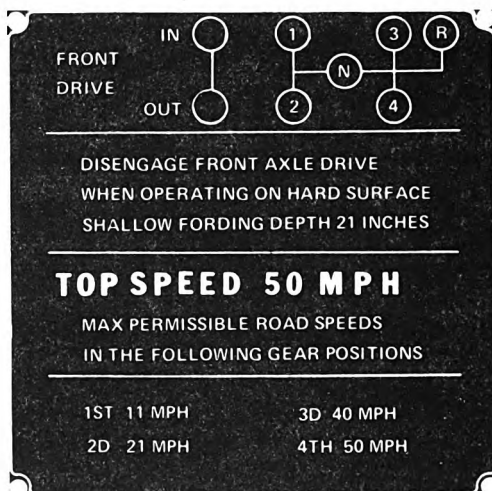 IN 1 3 R
FRONT
DRIVE
N
OUT 2 4
DISENGAGE FRONT AXLE DRIVE
WHEN OPERATING ON HARD SURFACE
SHALLOW FORDING DEPTH 21 INCHES
TOP SPEED 50 MPH
MAX PERMISSIBLE ROAD SPEEDS
IN THE FOLLOWING GEAR POSITIONS
1ST 11 MPH 3D 40 MPH
2D 21 MPH 4TH 50 MPH